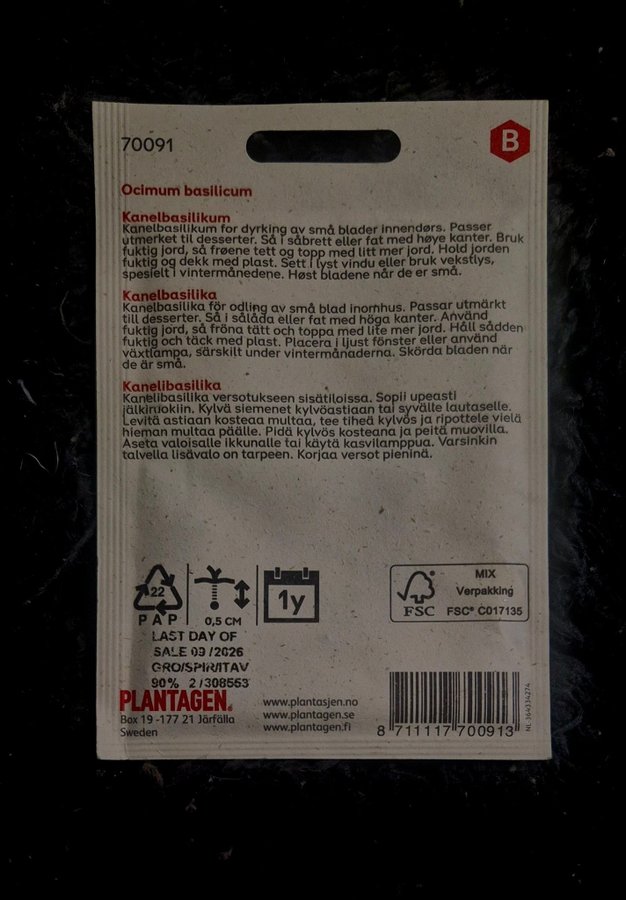 70091
B
Ocimum basilicum
Kanelbasilikum
Kanelbasilikum for dyrking av små blader innendørs. Passer
utmerket til desserter. Så i såbrett eller fat med høye kanter. Bruk
fuktig jord, så frøene tett og topp med litt mer jord. Hold jorden
fuktig og dekk med plast. Sett i lyst vindu eller bruk vekstlys,
spesielt i vintermånedene. Høst bladene når de er små.
Kanelbasilika
Kanelbasilika för odling av små blad inomhus. Passar utmärkt
till desserter. Så i sålåda eller fat med höga kanter. Använd
fuktig jord, så fröna tätt och toppa med lite mer jord. Håll sådden
fuktig och täck med plast. Placera i ljust fönster eller använd
växtlampa, särskilt under vintermånaderna. Skörda bladen när
de är små.
Kanelibasilika
Kanelibasilika versotukseen sisätiloissa. Sopii upeasti
jälkiruokiin. Kylvä siemenet kylvöastiaan tai syvälle lautaselle.
Levitä astiaan kosteaa multaa, tee tiheä kylvös ja ripottele vielä
hieman multaa päälle. Pidä kylvös kosteana ja peitä muovilla.
Aseta valoisalle ikkunalle tai käytä kasvilamppua. Varsinkin
talvella lisävalo on tarpeen. Korjaa versot pieninä.
22
PAP
0,5 CM
1y
FSC
MIX
Verpakking
FSC® C017135
LAST DAY OF
SALE 09/2026
GRO/SPIR/ITAV
90% 2/308553
PLANTAGEN®
Box 19 -177 21 Järfälla
Sweden
www.plantasjen.no
www.plantagen.se
www.plantagen.fi
8 711117 700913